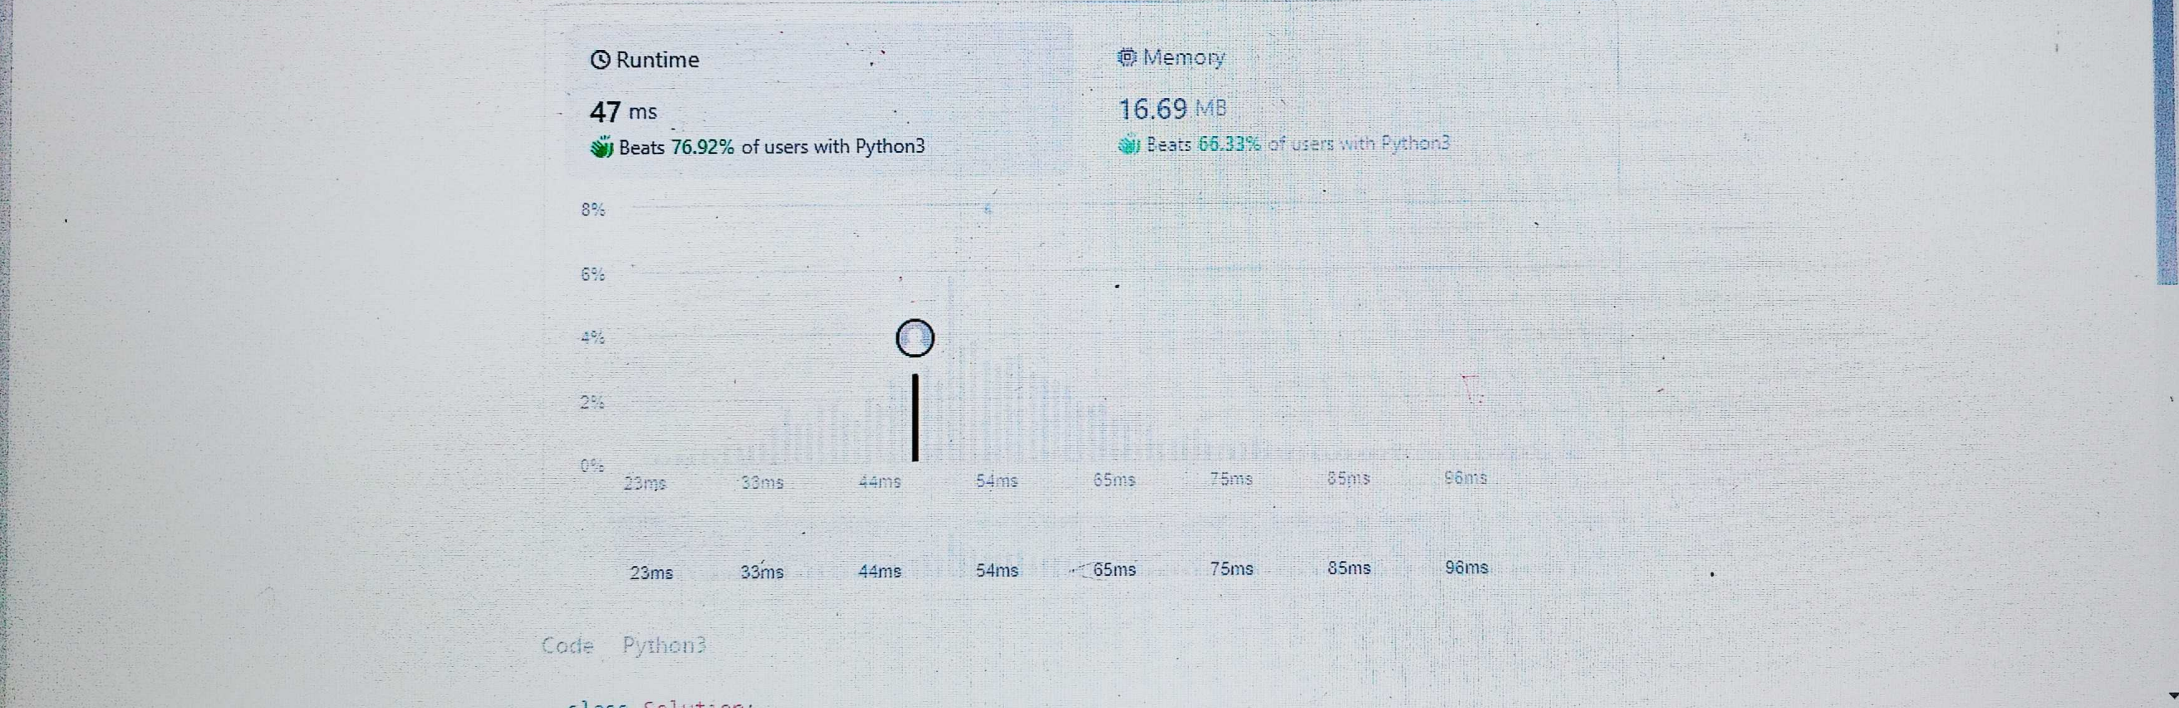 Runtime
Memory
47 ms
16.69 MB
Beats 76.92% of users with Python3
Beats 66.33% of users with Python3
8%
6%
4%
2%
0%
23ms 33ms 44ms 54ms 65ms 75ms 85ms 96ms
23ms 33ms 44ms 54ms 65ms 75ms 85ms 96ms
Code Python3
class Solution: